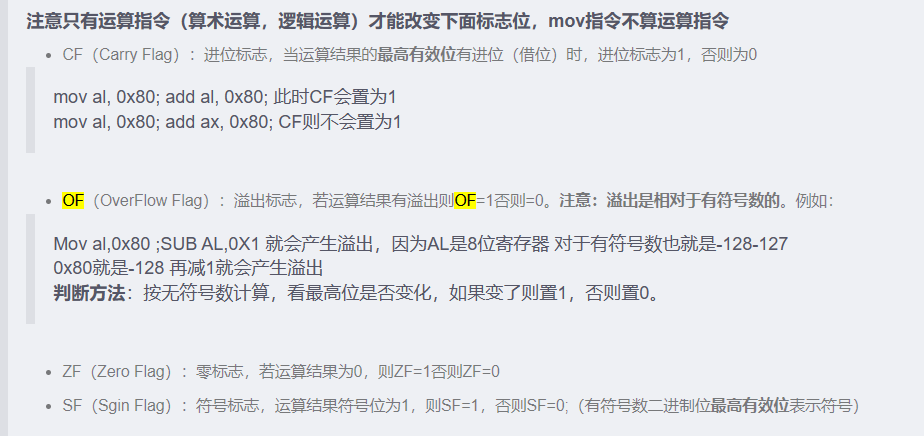 注意只有运算指令（算术运算，逻辑运算）才能改变下面标志位，mov指令不算运算指令
• CF（Carry Flag）：进位标志，当运算结果的最高有效位有进位（借位）时，进位标志为1，否则为0
mov al, 0x80; add al, 0x80; 此时CF会置为1
mov al, 0x80; add ax, 0x80; CF则不会置为1
• OF（OverFlow Flag）：溢出标志，若运算结果有溢出则OF=1否则=0。注意：溢出是相对于有符号数的。例如：
Mov al,0x80 ;SUB AL,0X1 就会产生溢出，因为AL是8位寄存器 对于有符号数也就是-128-127
0x80就是-128 再减1就会产生溢出
判断方法：按无符号数计算，看最高位是否变化，如果变了则置1，否则置0。
• ZF（Zero Flag）：零标志，若运算结果为0，则ZF=1否则ZF=0
• SF（Sgin Flag）：符号标志，运算结果符号位为1，则SF=1，否则SF=0;（有符号数二进制位最高有效位表示符号）